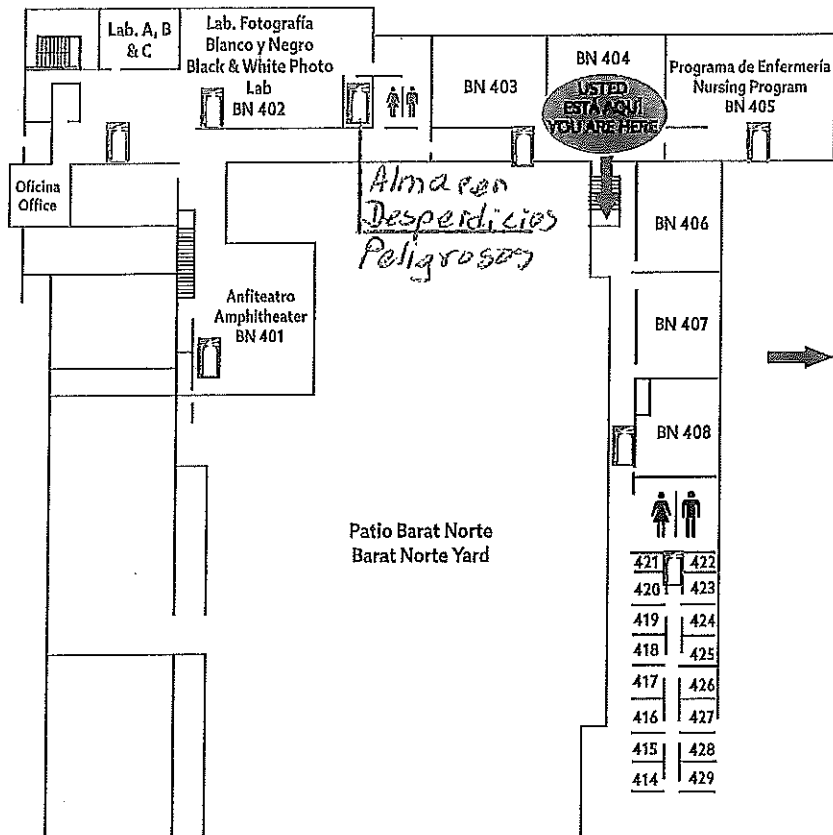 Lab. A, B
& C
Lab. Fotografía
Blanco y Negro
Black & White Photo
Lab
BN 402
BN 403
BN 404
USTED
ESTÁ AQUÍ
YOU ARE HERE
Programa de Enfermería
Nursing Program
BN 405
Oficina
Office
Almacen
Desperdicios
Peligrosos
BN 406
Anfiteatro
Amphitheater
BN 401
BN 407
BN 408
Patio Barat Norte
Barat Norte Yard
421 422
420 423
419 424
418 425
417 426
416 427
415 428
414 429